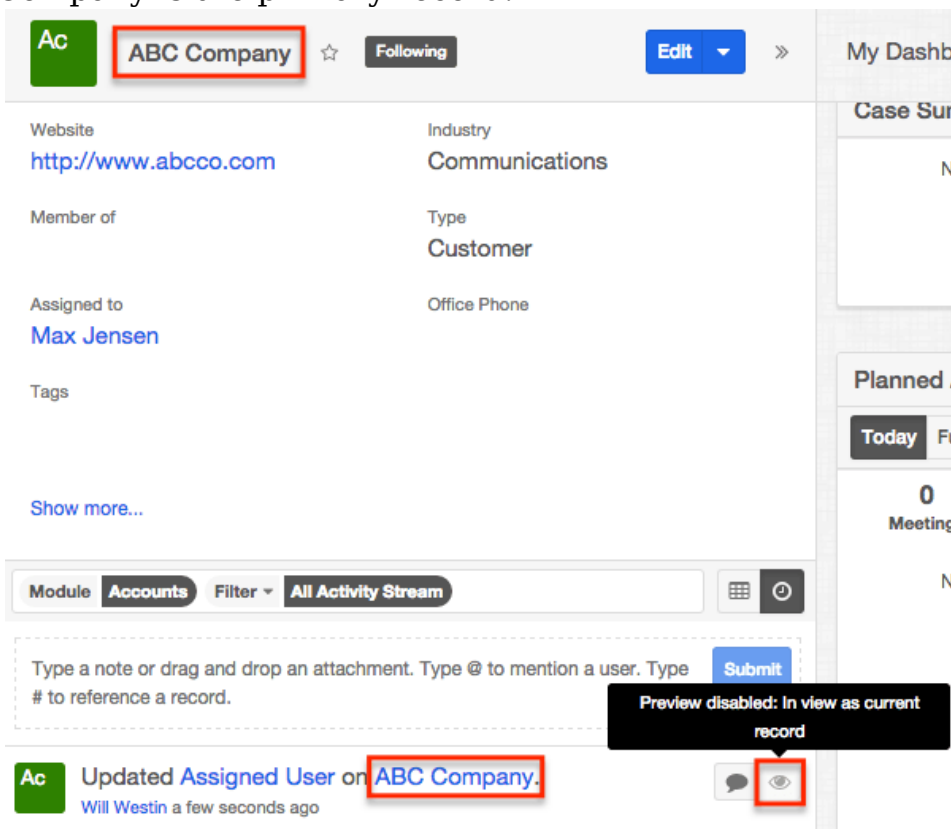 Ac
ABC Company
Following
Edit
My Dashb
Case Sur
Website
http://www.abcco.com
Industry
Communications
N
Member of
Type
Customer
Assigned to
Max Jensen
Office Phone
Tags
Planned
Today
Fu
0
Meeting
Show more...
N
Module Accounts Filter All Activity Stream
Type a note or drag and drop an attachment. Type @ to mention a user. Type
# to reference a record.
Submit
Preview disabled: In view as current
record
Ac
Updated Assigned User on ABC Company.
Will Westin a few seconds ago